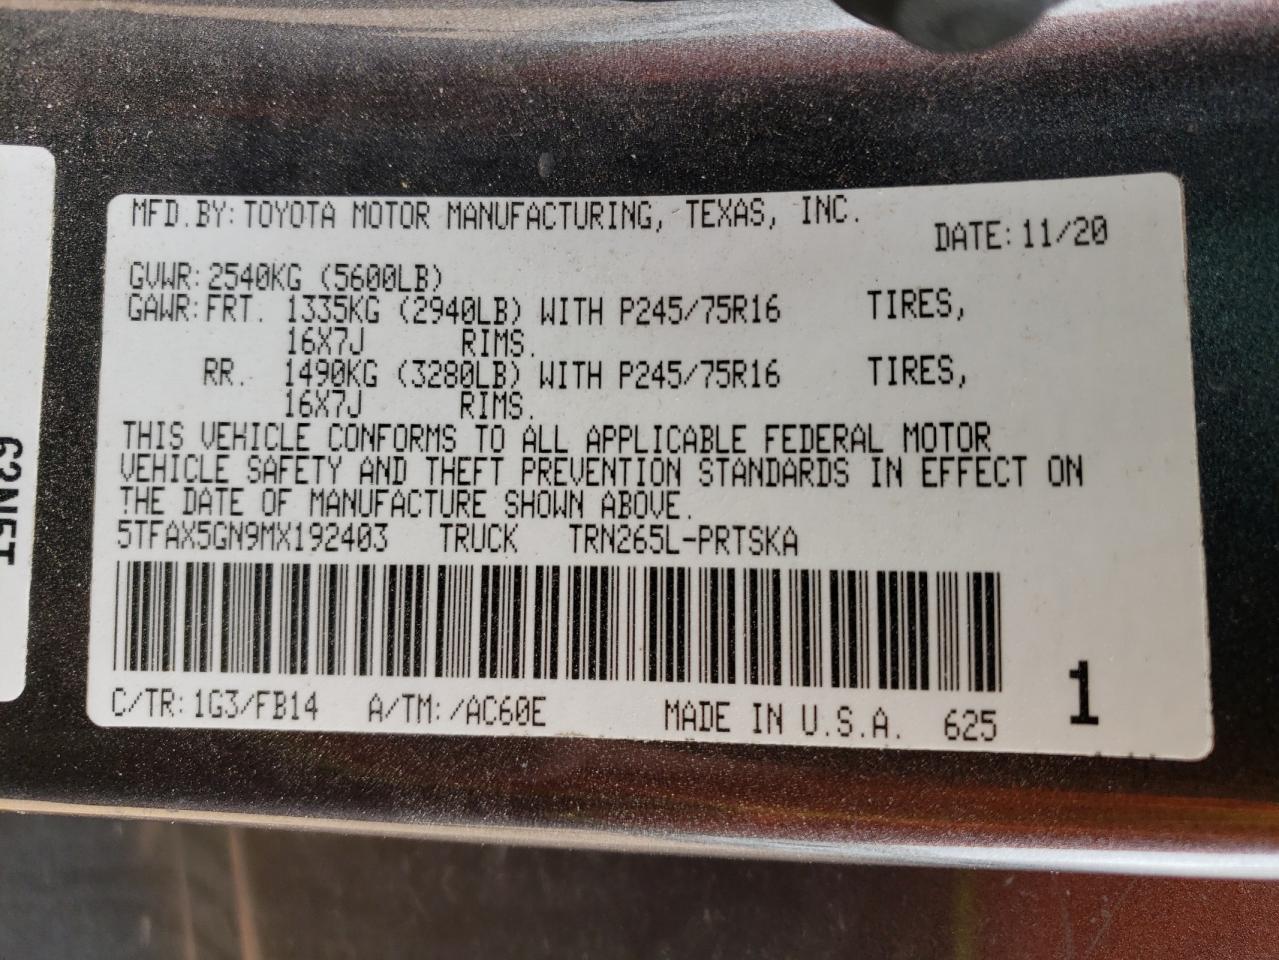 MFD.BY: TOYOTA MOTOR MANUFACTURING, TEXAS, INC.
DATE: 11/20
GVWR: 2540KG (5600LB)
GAWR: FRT. 1335KG (2940LB) WITH P245/75R16 TIRES,
16X7J RIMS.
RR. 1490KG (3280LB) WITH P245/75R16 TIRES,
16X7J RIMS.
THIS VEHICLE CONFORMS TO ALL APPLICABLE FEDERAL MOTOR
VEHICLE SAFETY AND THEFT PREVENTION STANDARDS IN EFFECT ON
THE DATE OF MANUFACTURE SHOWN ABOVE.
5TFAX5GN9MX192403 TRUCK TRN265L-PRTSKA
C/TR: 1G3/FB14 A/TM: /AC60E MADE IN U.S.A. 625 1